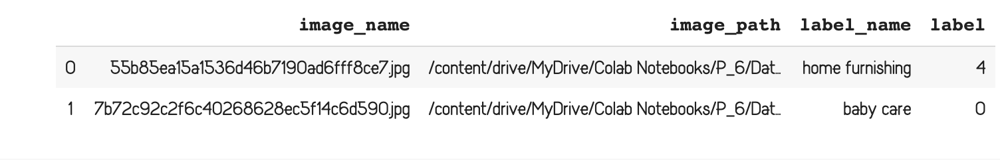 image_name image_path label_name label
0 55b85ea15a1536d46b7190ad6fff8ce7.jpg /content/drive/MyDrive/Colab Notebooks/P_6/Dat... home furnishing 4
1 7b72c92c2f6c40268628ec5f14c6d590.jpg /content/drive/MyDrive/Colab Notebooks/P_6/Dat... baby care 0